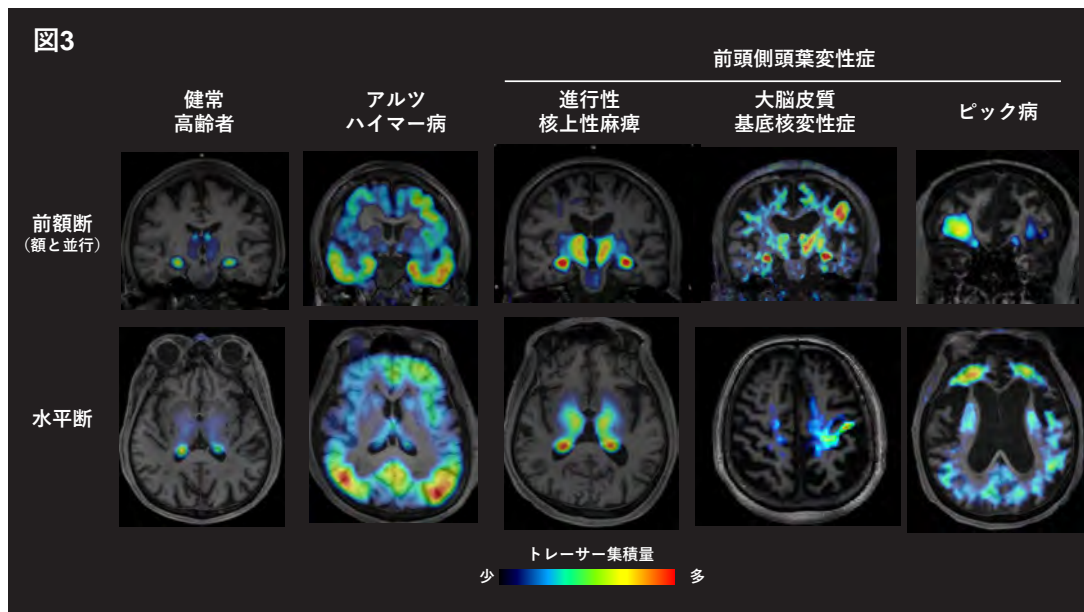 図3
前頭側頭葉変性症
健常
高齢者
アルツ
ハイマー病
進行性
核上性麻痺
大脳皮質
基底核変性症
ピック病
前額断
（額と並行）
水平断
トレーサー集積量
少
多